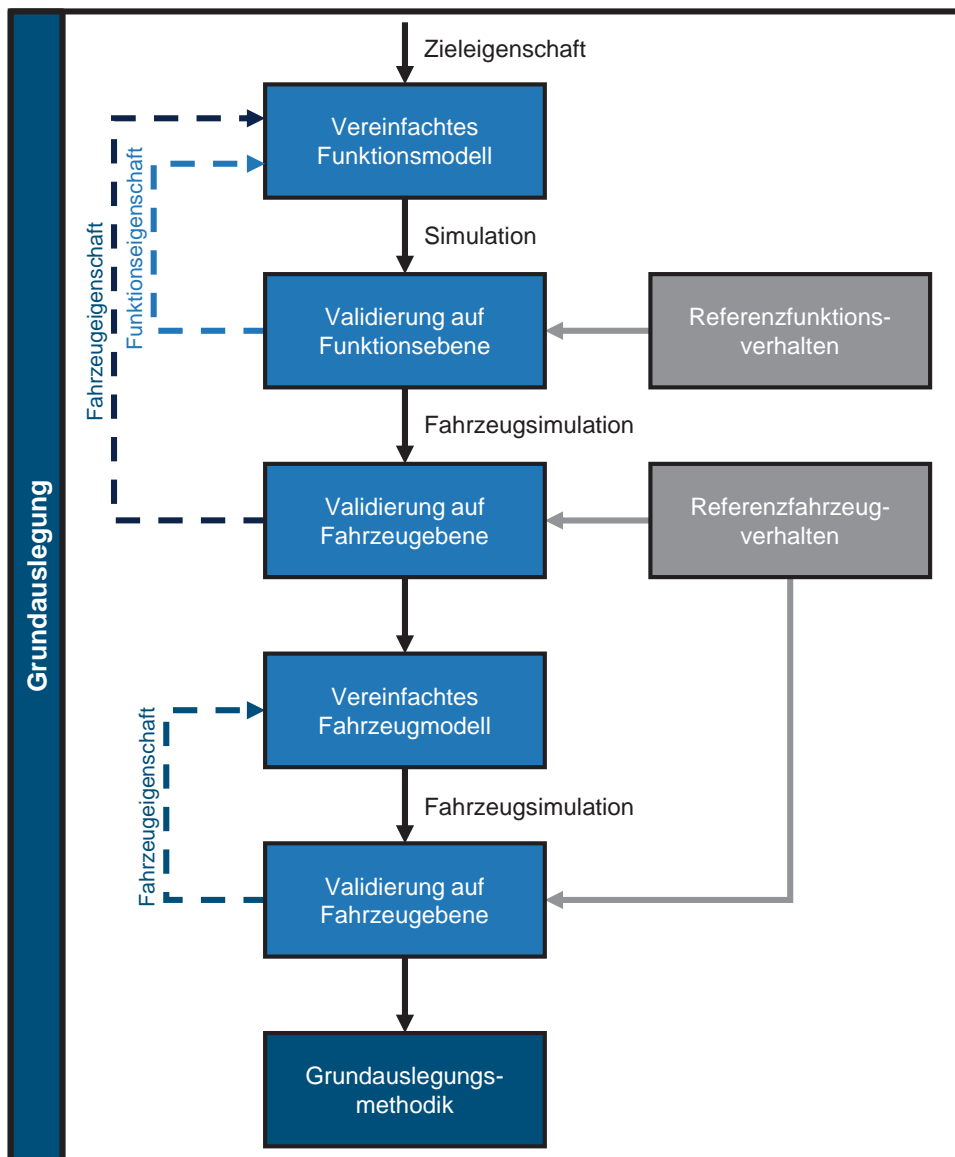 Grundauslegung
Zieleigenschaft
Vereinfachtes
Funktionsmodell
Fahrzeugeigenschaft
Funktionseigenschaft
Simulation
Validierung auf
Funktionsebene
Referenzfunktions-
verhalten
Fahrzeugsimulation
Validierung auf
Fahrzeugebene
Referenzfahrzeug-
verhalten
Vereinfachtes
Fahrzeugmodell
Fahrzeugeigenschaft
Fahrzeugsimulation
Validierung auf
Fahrzeugebene
Grundauslegungs-
methodik